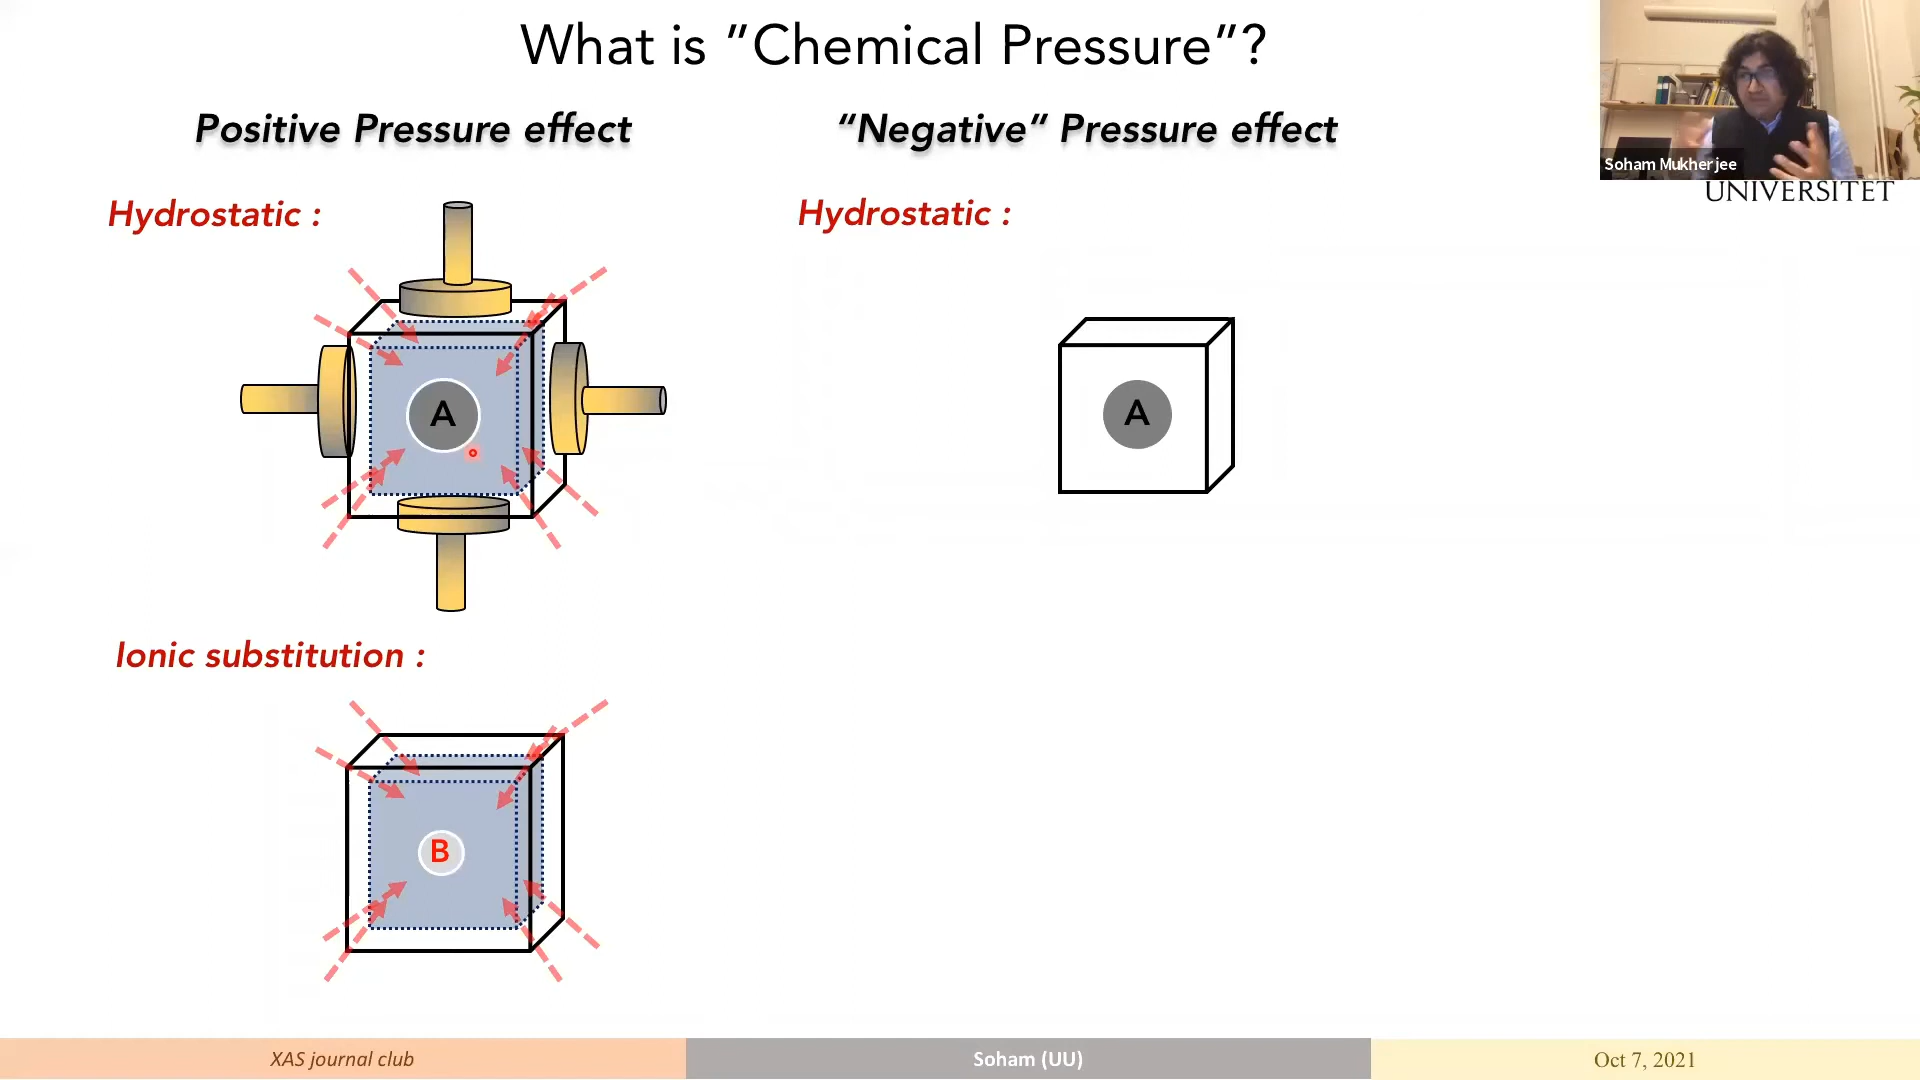 What is ”Chemical Pressure”?
Positive Pressure effect
“Negative” Pressure effect
Soham Mukherjee
UNIVERSITET
Hydrostatic :
Hydrostatic :
A
A
Ionic substitution :
B
XAS journal club
Soham (UU)
Oct 7, 2021